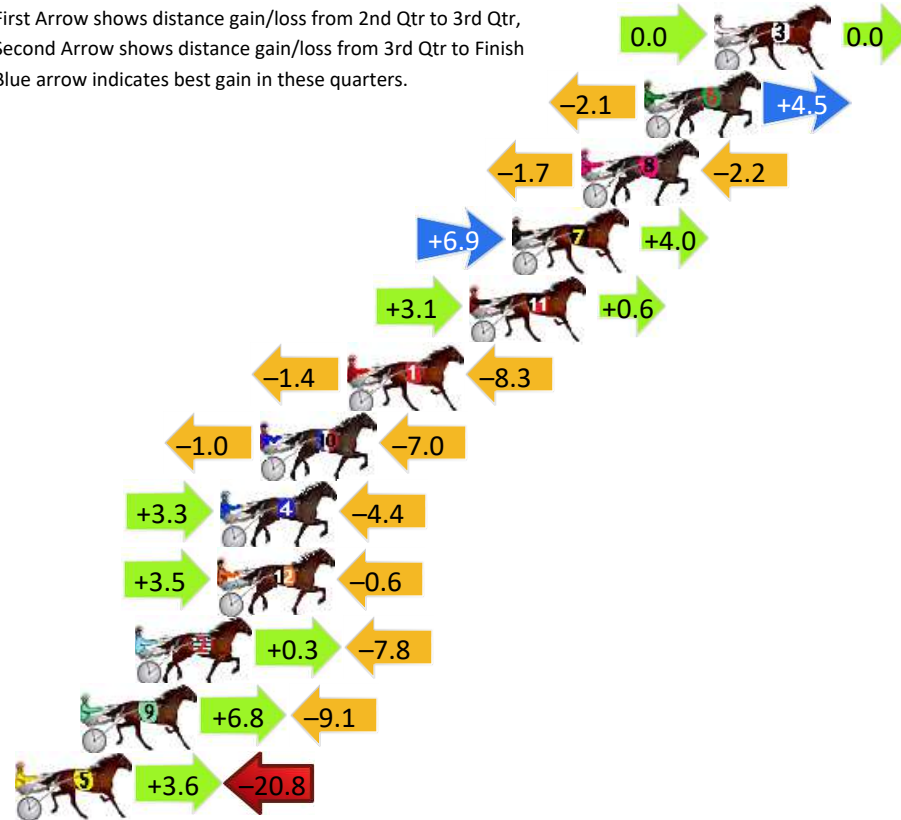 First Arrow shows distance gain/loss from 2nd Qtr to 3rd Qtr,
Second Arrow shows distance gain/loss from 3rd Qtr to Finish
Blue arrow indicates best gain in these quarters.
0.0 3 0.0
–2.1 6 +4.5
–1.7 8 –2.2
+6.9 7 +4.0
+3.1 11 +0.6
–1.4 1 –8.3
–1.0 10 –7.0
+3.3 4 –4.4
+3.5 12 –0.6
2 +0.3 –7.8
9 +6.8 –9.1
5 +3.6 –20.8